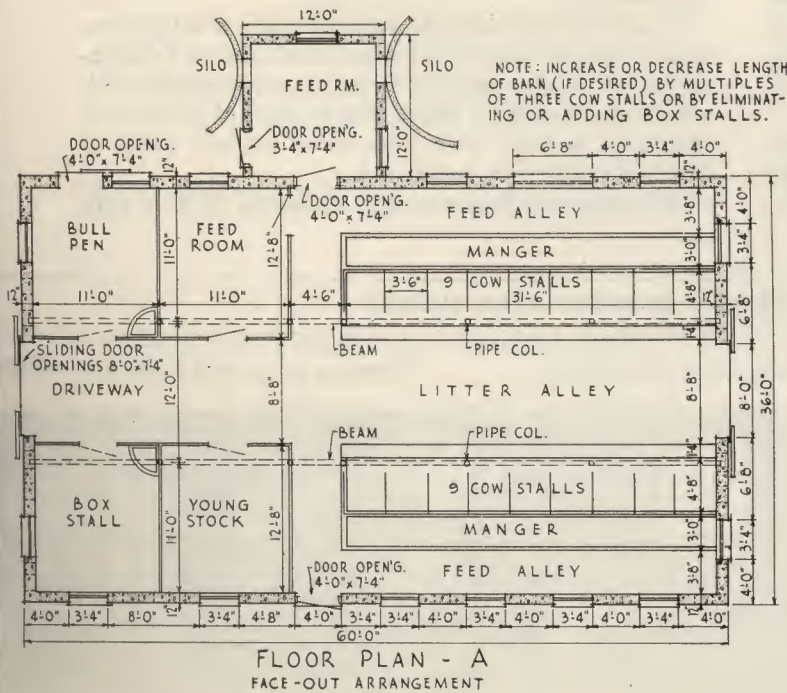 12'-0"
SILO
FEED RM.
SILO
NOTE: INCREASE OR DECREASE LENGTH
OF BARN (IF DESIRED) BY MULTIPLES
OF THREE COW STALLS OR BY ELIMINAT-
ING OR ADDING BOX STALLS.
DOOR OPEN'G.
4'-0"x7'-4"
DOOR OPEN'G.
3'-4"x7'-4"
12'-0"
12"
6'-8" 4'-0" 3'-4" 4'-0"
12"
DOOR OPEN'G.
4'-0"x7'-4"
BULL
PEN
FEED
ROOM
FEED ALLEY
MANGER
11'-0"
12'-8"
3'-8"
3'-0"
4'-0"
3'-4"
3'-6" 9 COW STALLS
12" 11'-0" 11'-0" 4'-6" 31'-6" 12"
4'-8"
6'-8"
1'-4"
BEAM
PIPE COL.
SLIDING DOOR
OPENINGS 8'-0"x7'-4"
DRIVEWAY
12'-0"
8'-8"
LITTER ALLEY
8'-8"
8'-0"
36'-0"
BEAM
PIPE COL.
1'-4"
BOX
STALL
YOUNG
STOCK
11'-0"
12'-8"
9 COW STALLS
4'-8"
6'-8"
MANGER
3'-0"
3'-4"
DOOR OPEN'G.
4'-0"x7'-4"
FEED ALLEY
3'-8"
4'-0"
12"
12"
4'-0" 3'-4" 8'-0" 3'-4" 4'-8" 4'-0" 3'-4" 3'-4" 4'-0" 3'-4" 4'-0" 3'-4" 4'-0" 3'-4" 4'-0"
60'-0"
FLOOR PLAN - A
FACE-OUT ARRANGEMENT